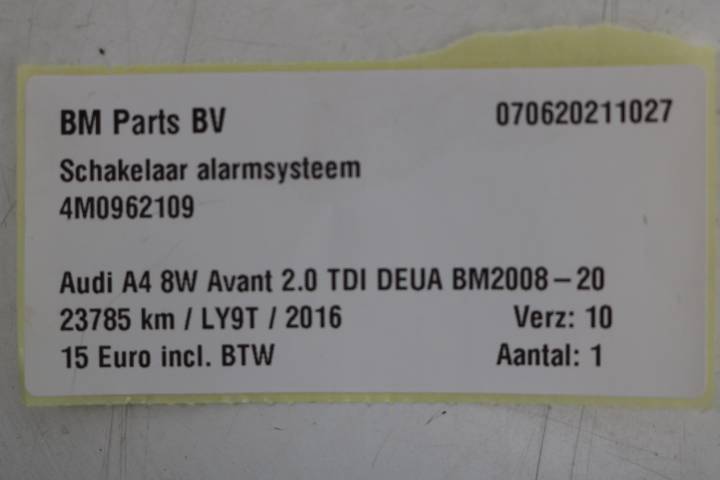 BM Parts BV 070620211027
Schakelaar alarmsysteem
4M0962109
Audi A4 8W Avant 2.0 TDI DEUA BM2008-20
23785 km / LY9T / 2016 Verz: 10
15 Euro incl. BTW Aantal: 1